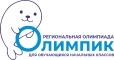 РЕГИОНАЛЬНАЯ ОЛИМПИАДА
ОЛИМПИК
ДЛЯ ОБУЧАЮЩИХСЯ НАЧАЛЬНЫХ КЛАССОВ